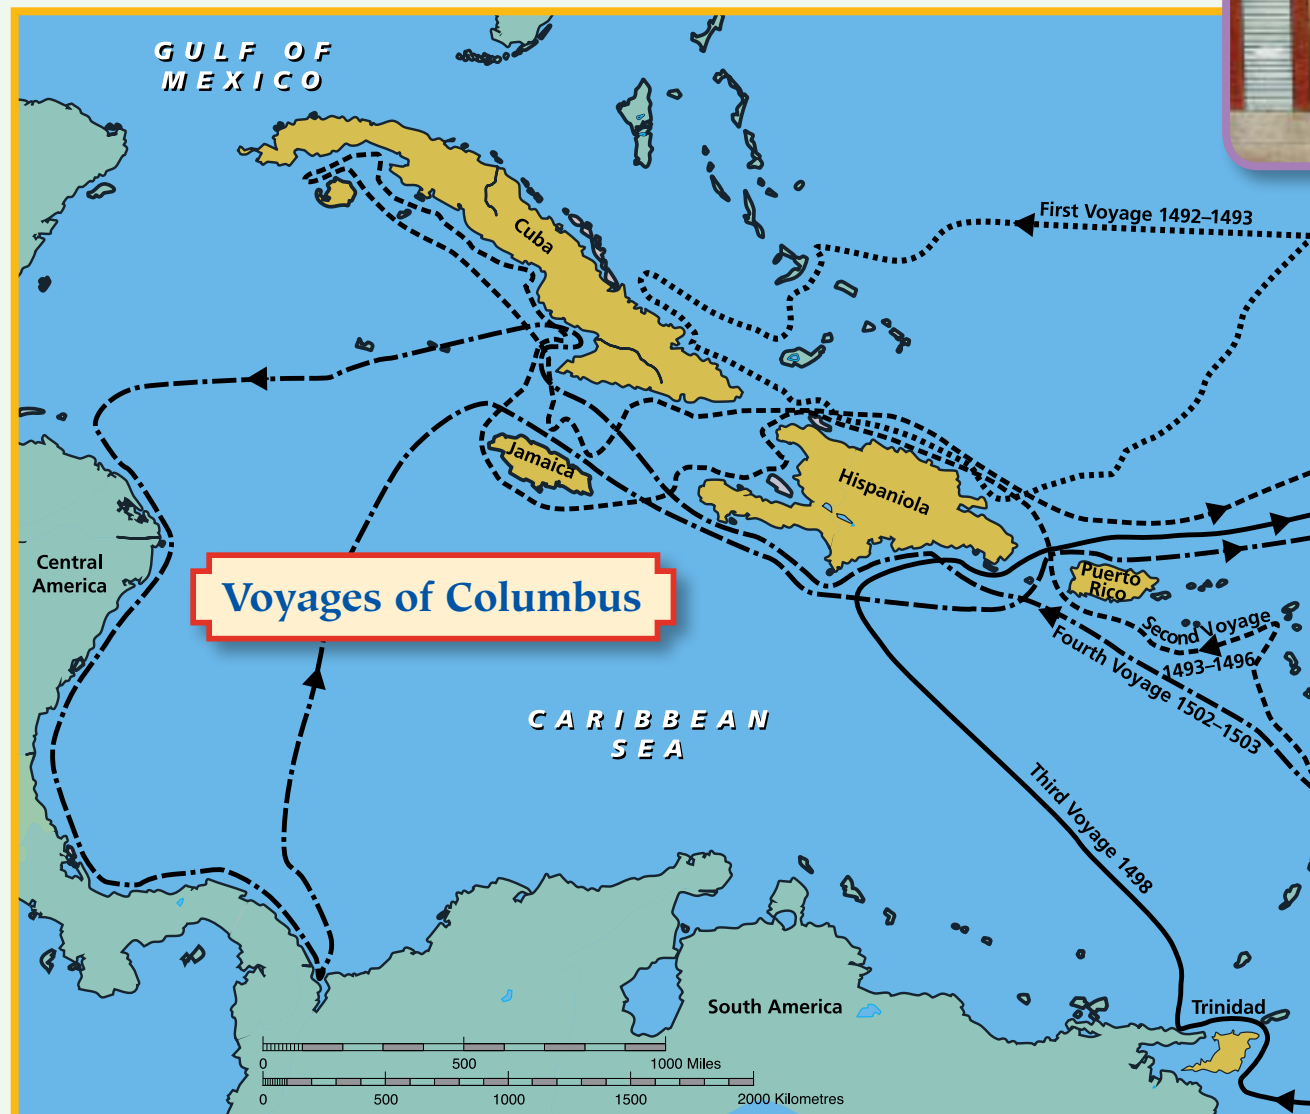 GULF OF
MEXICO
First Voyage 1492–1493
Cuba
Jamaica
Hispaniola
Central
America
Voyages of Columbus
Puerto
Rico
Second Voyage
1493–1496
Fourth Voyage 1502–1503
CARIBBEAN
SEA
Third Voyage 1498
South America
Trinidad
0 500 1000 Miles
0 500 1000 1500 2000 Kilometres